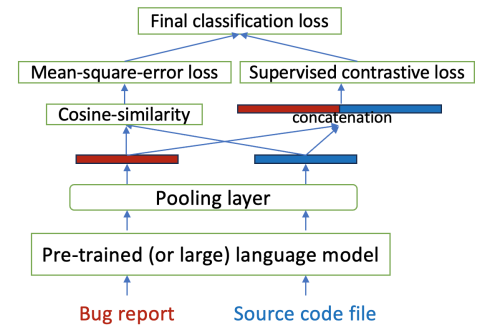 Final classification loss
Mean-square-error loss
Supervised contrastive loss
Cosine-similarity
concatenation
Pooling layer
Pre-trained (or large) language model
Bug report
Source code file